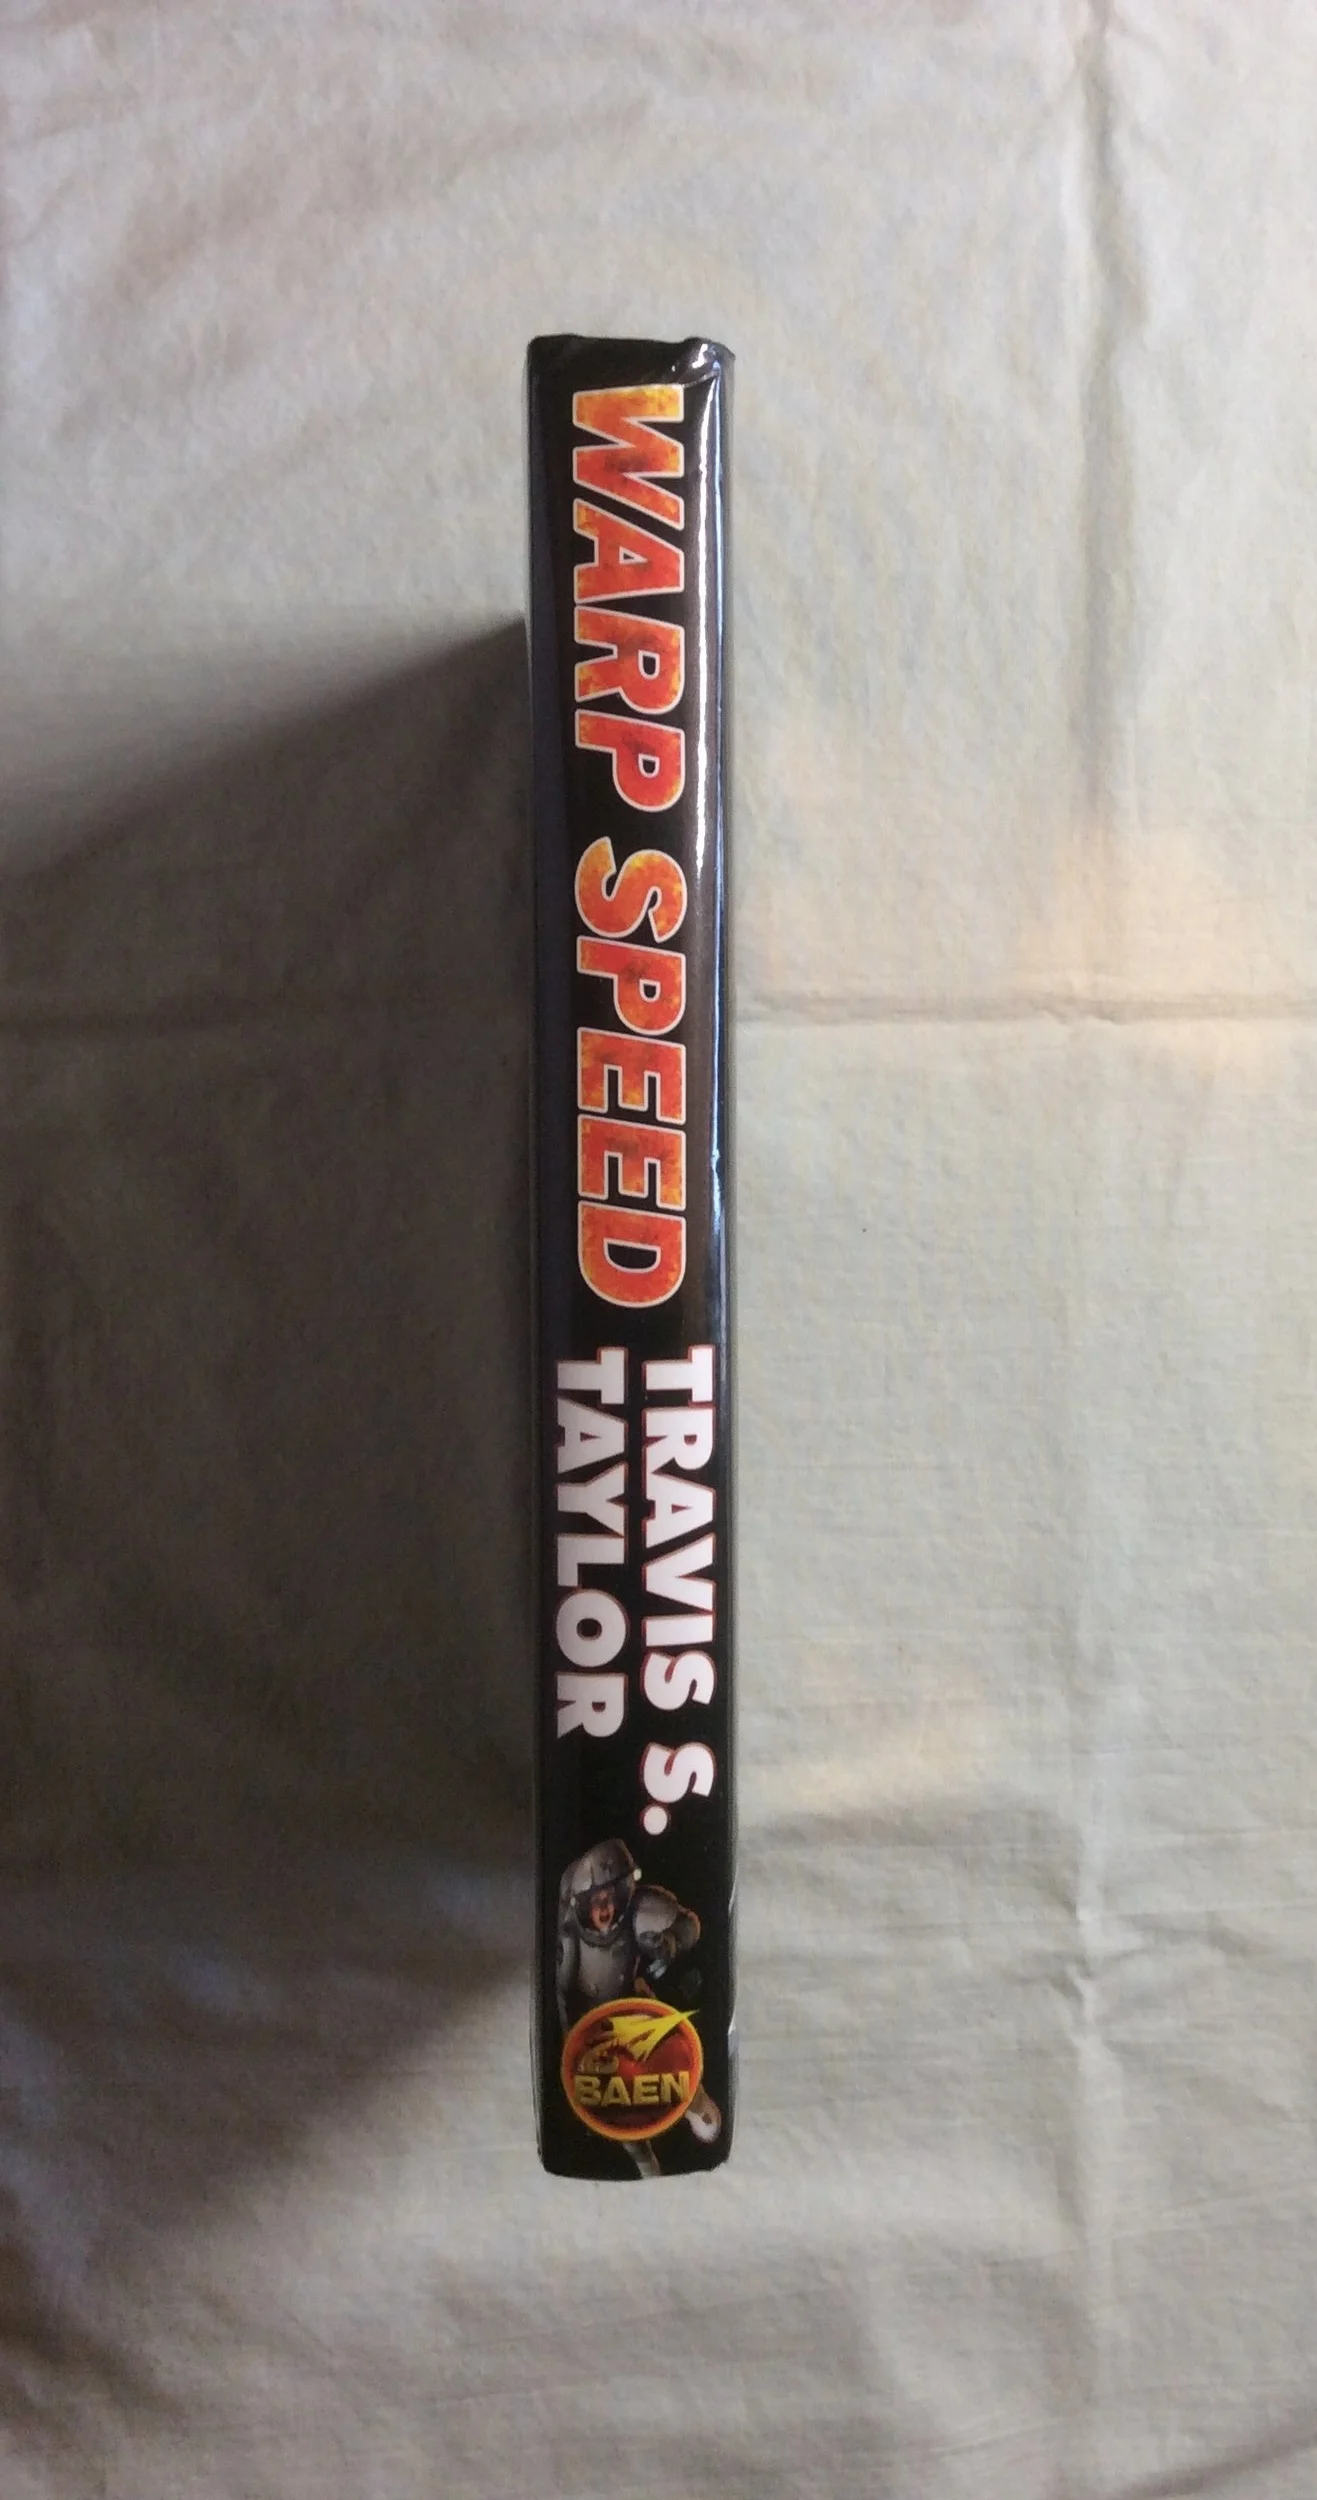 WARP SPEED
TRAVIS S.
TAYLOR
BAEN